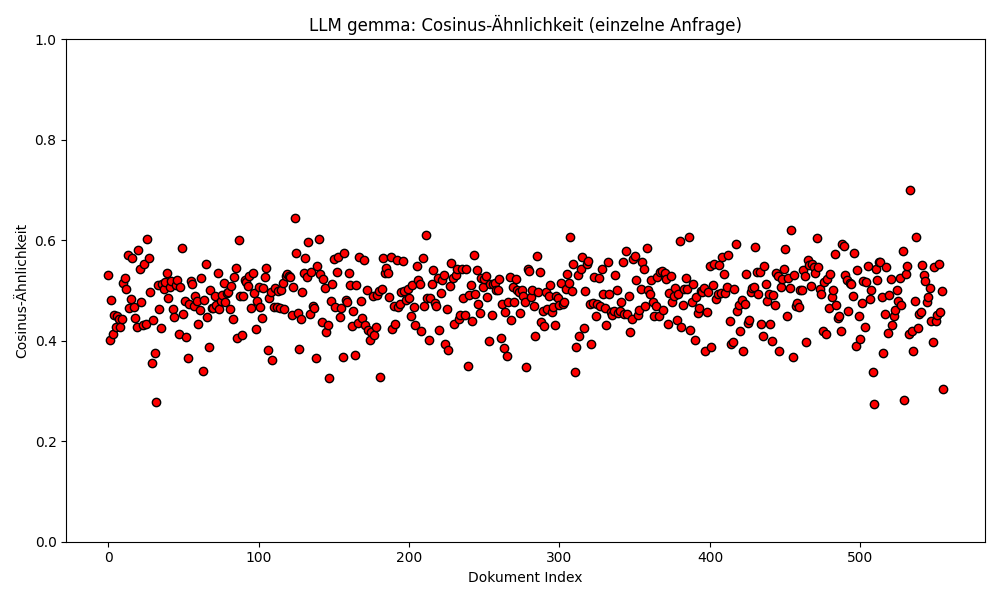 LLM gemma: Cosinus-Ähnlichkeit (einzelne Anfrage)
1.0
0.8
0.6
0.4
0.2
0.0
Cosinus-Ähnlichkeit
0 100 200 300 400 500
Dokument Index